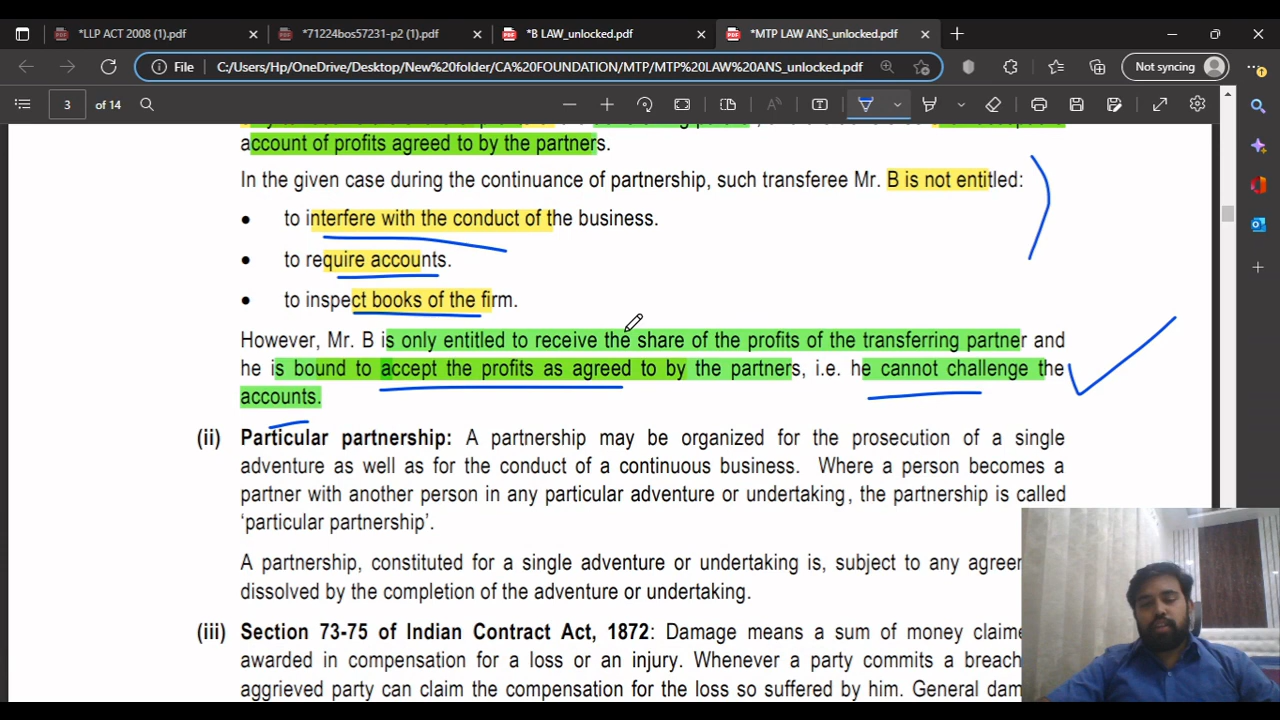 *LLP ACT 2008 (1).pdf
*71224bos57231-p2 (1).pdf
*B LAW_unlocked.pdf
*MTP LAW ANS_unlocked.pdf
File
C:/Users/Hp/OneDrive/Desktop/New%20folder/CA%20FOUNDATION/MTP/MTP%20LAW%20ANS_unlocked.pdf
Not syncing
3 of 14
account of profits agreed to by the partners.
In the given case during the continuance of partnership, such transferee Mr. B is not entitled:
• to interfere with the conduct of the business.
• to require accounts.
• to inspect books of the firm.
However, Mr. B is only entitled to receive the share of the profits of the transferring partner and
he is bound to accept the profits as agreed to by the partners, i.e. he cannot challenge the
accounts.
(ii) Particular partnership: A partnership may be organized for the prosecution of a single
adventure as well as for the conduct of a continuous business. Where a person becomes a
partner with another person in any particular adventure or undertaking, the partnership is called
‘particular partnership’.
A partnership, constituted for a single adventure or undertaking is, subject to any agreer
dissolved by the completion of the adventure or undertaking.
(iii) Section 73-75 of Indian Contract Act, 1872: Damage means a sum of money claime
awarded in compensation for a loss or an injury. Whenever a party commits a breach
aggrieved party can claim the compensation for the loss so suffered by him. General dam